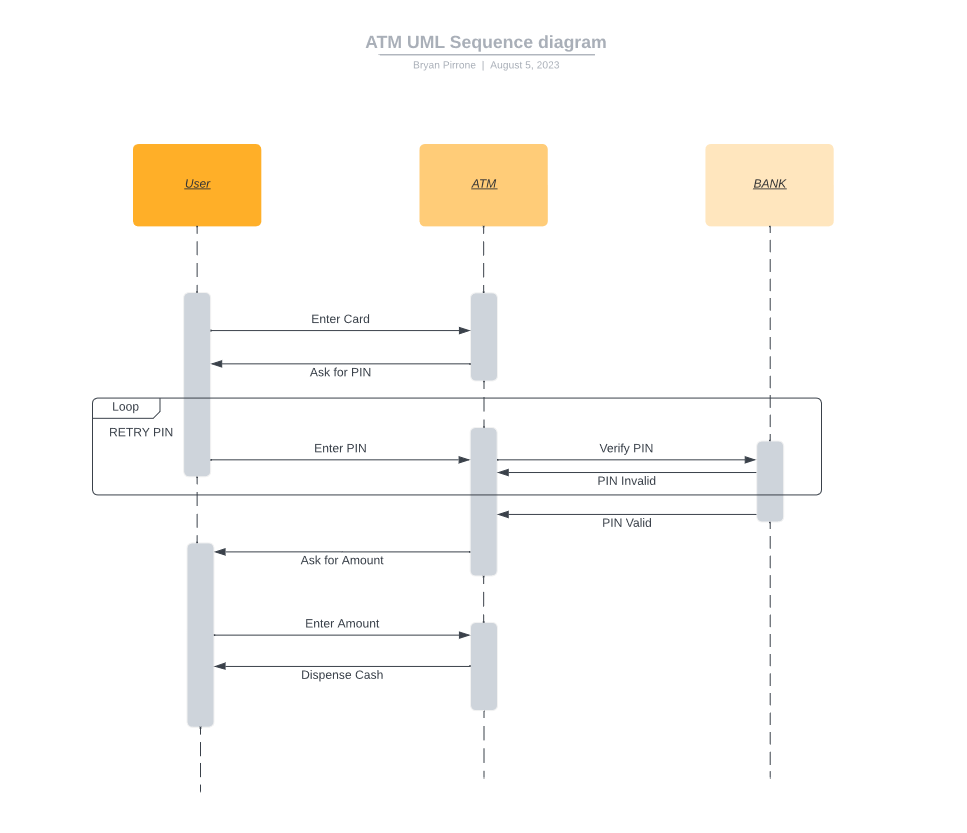 ATM UML Sequence diagram
Bryan Pirrone | August 5, 2023
User
ATM
BANK
Enter Card
Ask for PIN
Loop
RETRY PIN
Enter PIN
Verify PIN
PIN Invalid
PIN Valid
Ask for Amount
Enter Amount
Dispense Cash